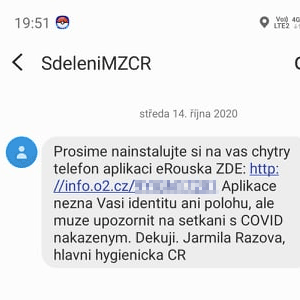 19:51
Vo)) 4G
LTE2
SdeleniMZCR
středa 14. října 2020
Prosime nainstalujte si na vas chytry
telefon aplikaci eRouska ZDE: http:
//info.o2.cz/ Aplikace
nezna Vasi identitu ani polohu, ale
muze upozornit na setkani s COVID
nakazenym. Dekuji. Jarmila Razova,
hlavni hygienicka CR